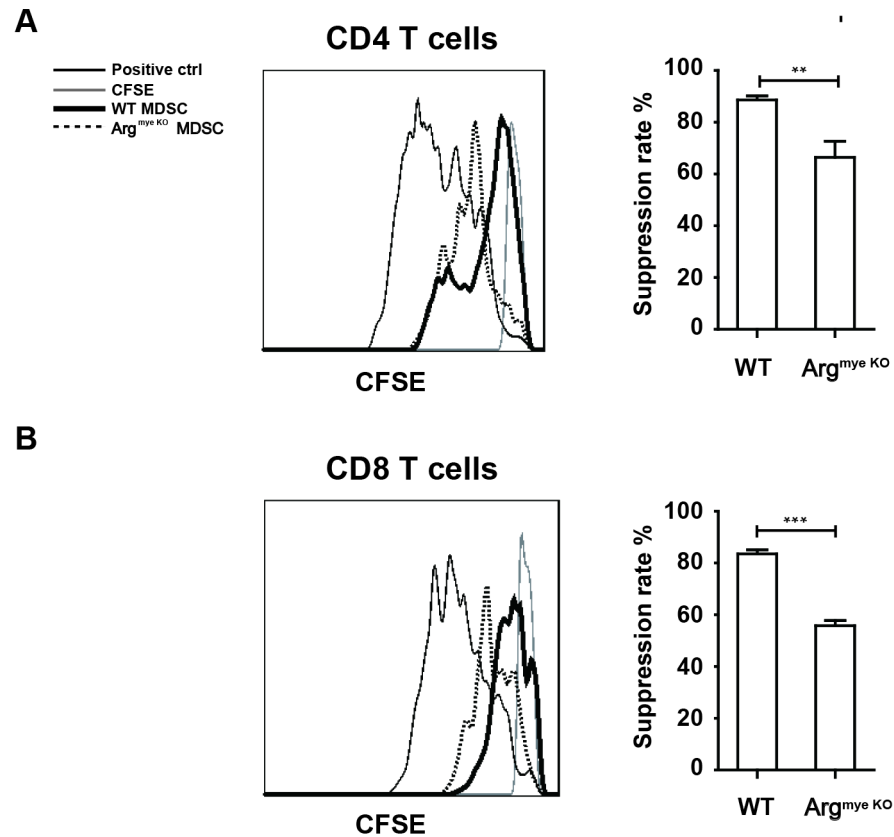 A
CD4 T cells
Positive ctrl
CFSE
WT MDSC
Arg mye KO MDSC
CFSE
Suppression rate %
100
80
60
40
20
0
**
WT
Arg mye KO
B
CD8 T cells
CFSE
Suppression rate %
100
80
60
40
20
0
***
WT
Arg mye KO